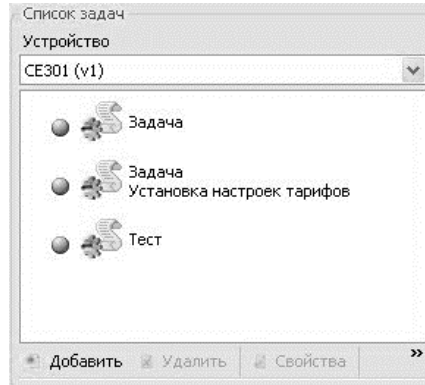 Список задач
Устройство
CE301 (v1)
Задача
Задача
Установка настроек тарифов
Тест
Добавить Удалить Свойства »